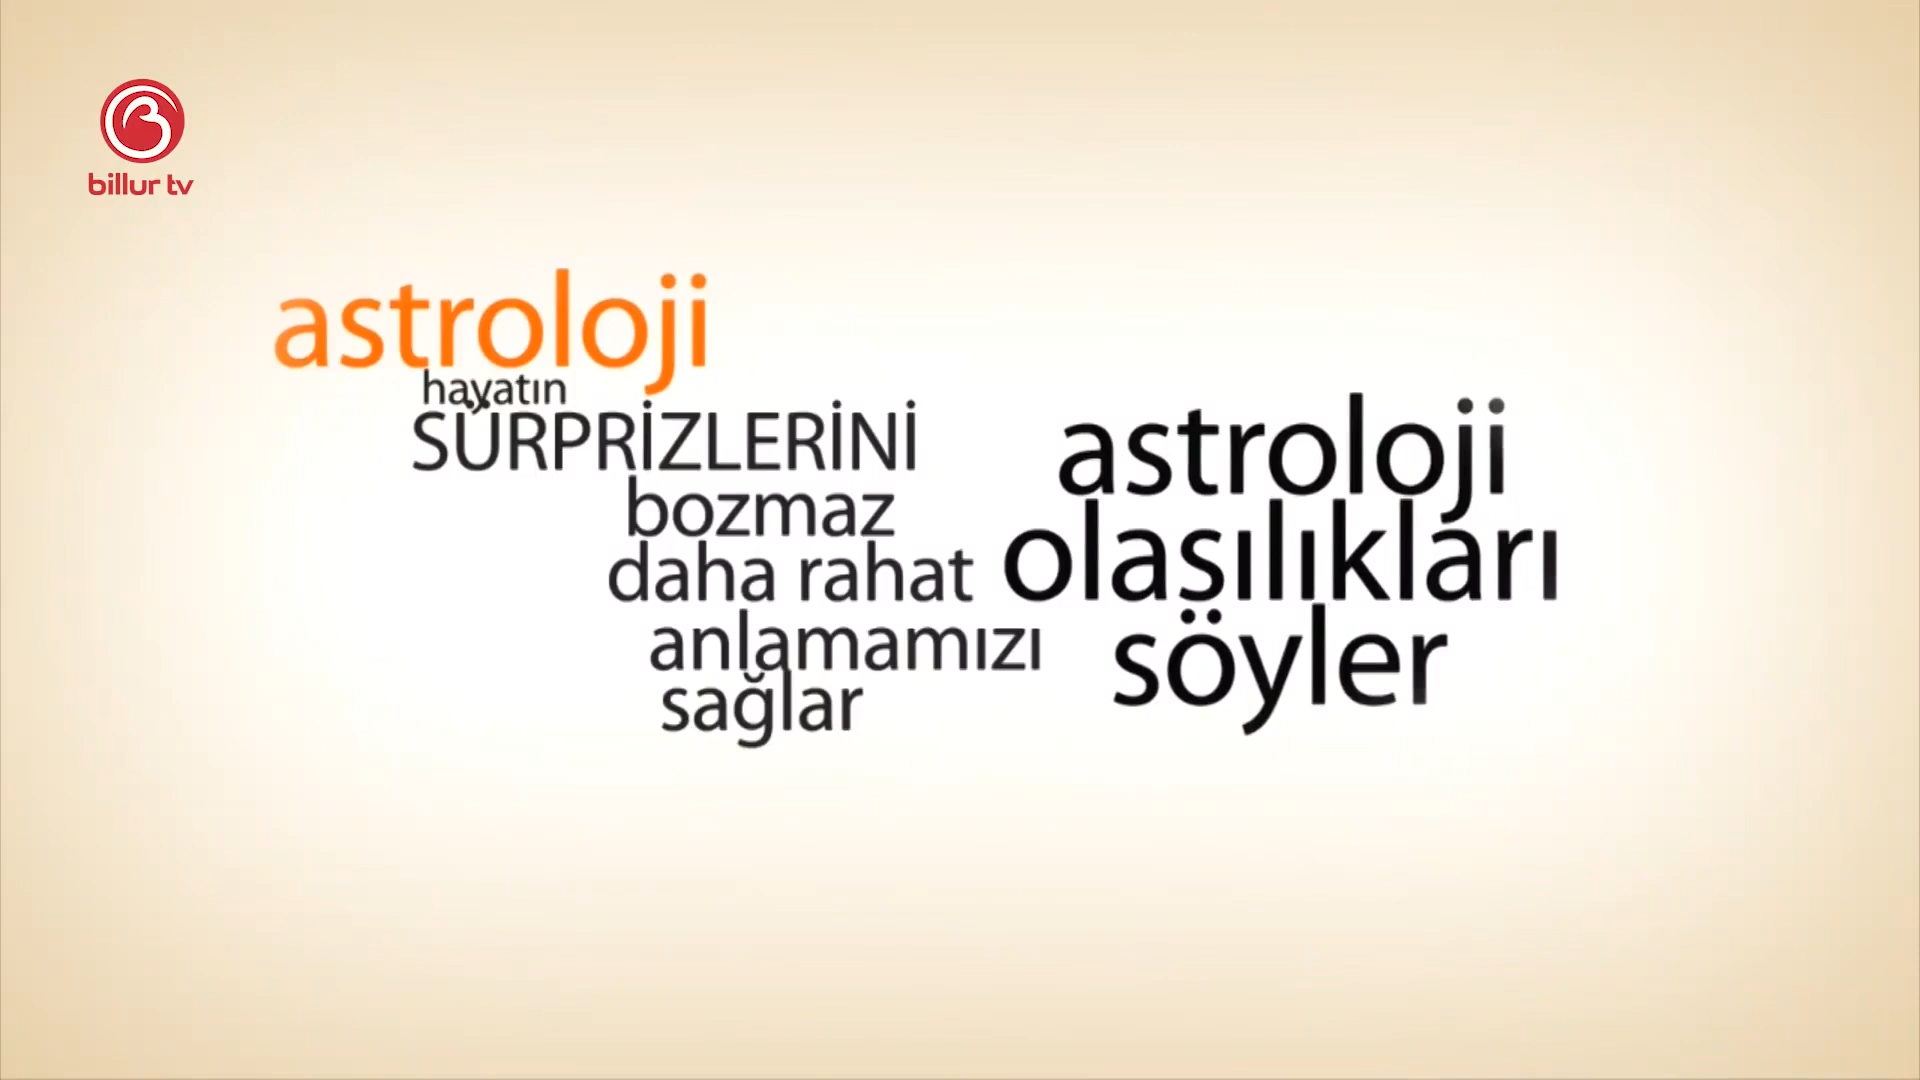 billur tv
astroloji
hayatın
SÜRPRİZLERİNİ
bozmaz
daha rahat
anlamamızı
sağlar
astroloji
olasılıkları
söyler